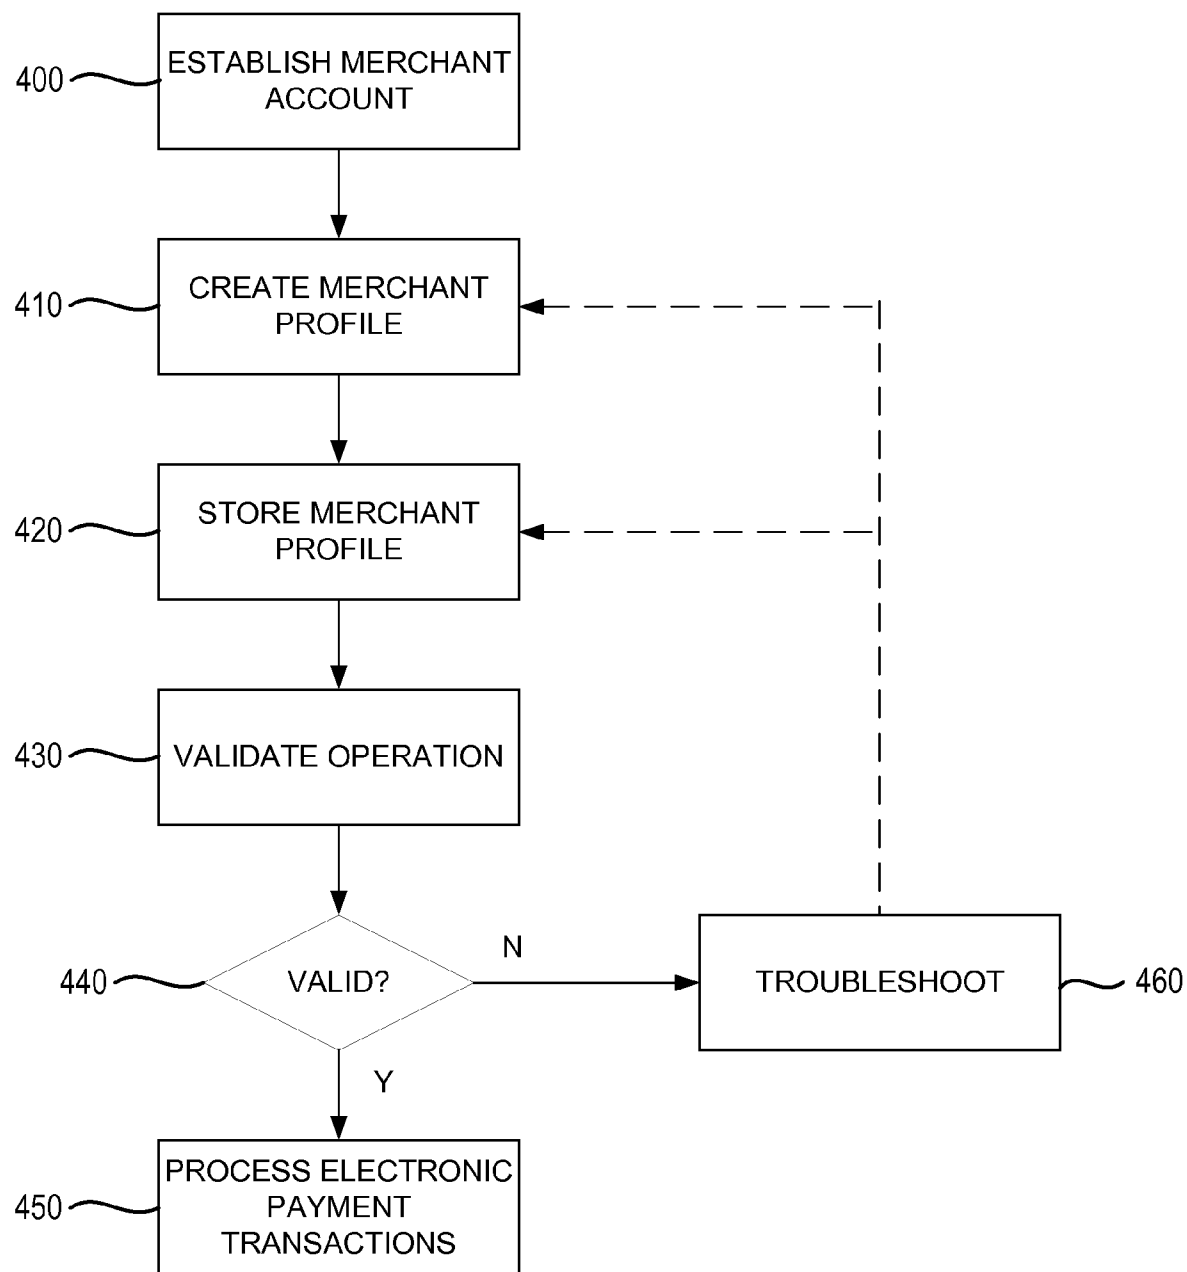 400
ESTABLISH MERCHANT
ACCOUNT
410
CREATE MERCHANT
PROFILE
420
STORE MERCHANT
PROFILE
430
VALIDATE OPERATION
440
VALID?
N
TROUBLESHOOT
460
Y
450
PROCESS ELECTRONIC
PAYMENT
TRANSACTIONS